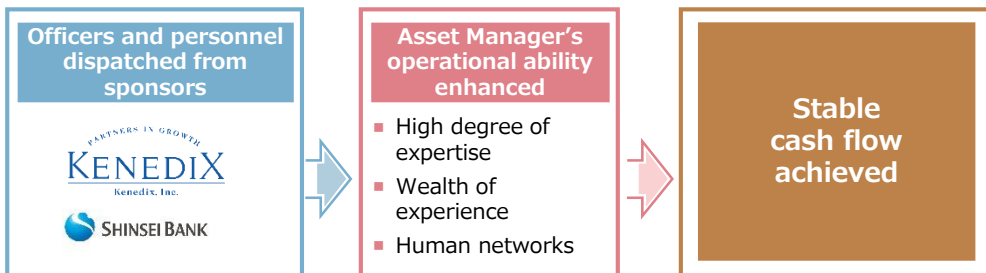 Officers and personnel
dispatched from
sponsors
PARTNERS IN GROWTH
KENEDIX
Kenedix, Inc.
SHINSEI BANK
Asset Manager’s
operational ability
enhanced
▪ High degree of
expertise
▪ Wealth of
experience
▪ Human networks
Stable
cash flow
achieved